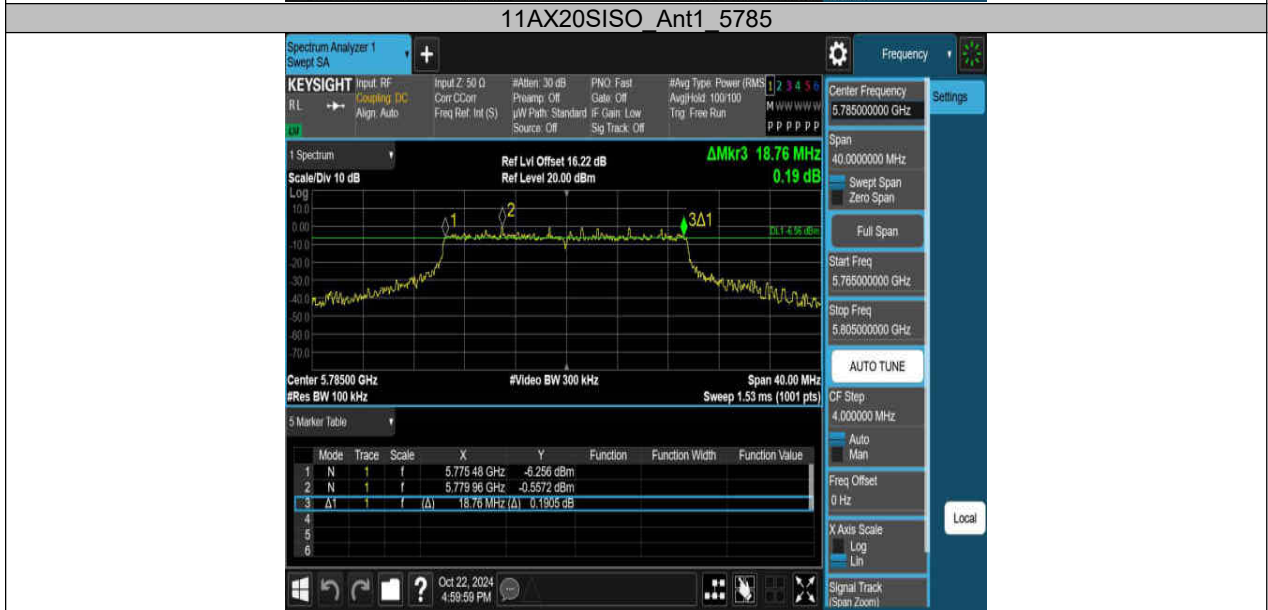 11AX20SISO_Ant1_5785
Spectrum Analyzer 1
Swept SA
+
Frequency
KEYSIGHT
RL
Input: RF
Coupling: DC
Align: Auto
Input Z: 50 Ω
Corr CCorr
Freq Ref: Int (S)
#Atten: 30 dB
Preamp: Off
µW Path: Standard
Source: Off
PNO: Fast
Gate: Off
IF Gain: Low
Sig Track: Off
#Avg Type: Power (RMS
Avg|Hold: 100/100
Trig: Free Run
1 2 3 4 5 6
M W W W W W
P P P P P P
1 Spectrum
Scale/Div 10 dB
Ref Lvl Offset 16.22 dB
Ref Level 20.00 dBm
ΔMkr3 18.76 MHz
0.19 dB
Log
10.0
0.00
-10.0
-20.0
-30.0
-40.0
-50.0
-60.0
-70.0
1
2
3Δ1
DL1 -6.56 dBm
Center 5.78500 GHz
#Res BW 100 kHz
#Video BW 300 kHz
Span 40.00 MHz
Sweep 1.53 ms (1001 pts)
5 Marker Table
Mode Trace Scale X Y Function Function Width Function Value
1 N 1 f 5.775 48 GHz -6.256 dBm
2 N 1 f 5.779 96 GHz -0.5572 dBm
3 Δ1 1 f (Δ) 18.76 MHz (Δ) 0.1905 dB
4
5
6
Oct 22, 2024
4:59:59 PM
Center Frequency
5.785000000 GHz
Settings
Span
40.0000000 MHz
Swept Span
Zero Span
Full Span
Start Freq
5.765000000 GHz
Stop Freq
5.805000000 GHz
AUTO TUNE
CF Step
4.000000 MHz
Auto
Man
Freq Offset
0 Hz
X Axis Scale
Log
Lin
Local
Signal Track
(Span Zoom)